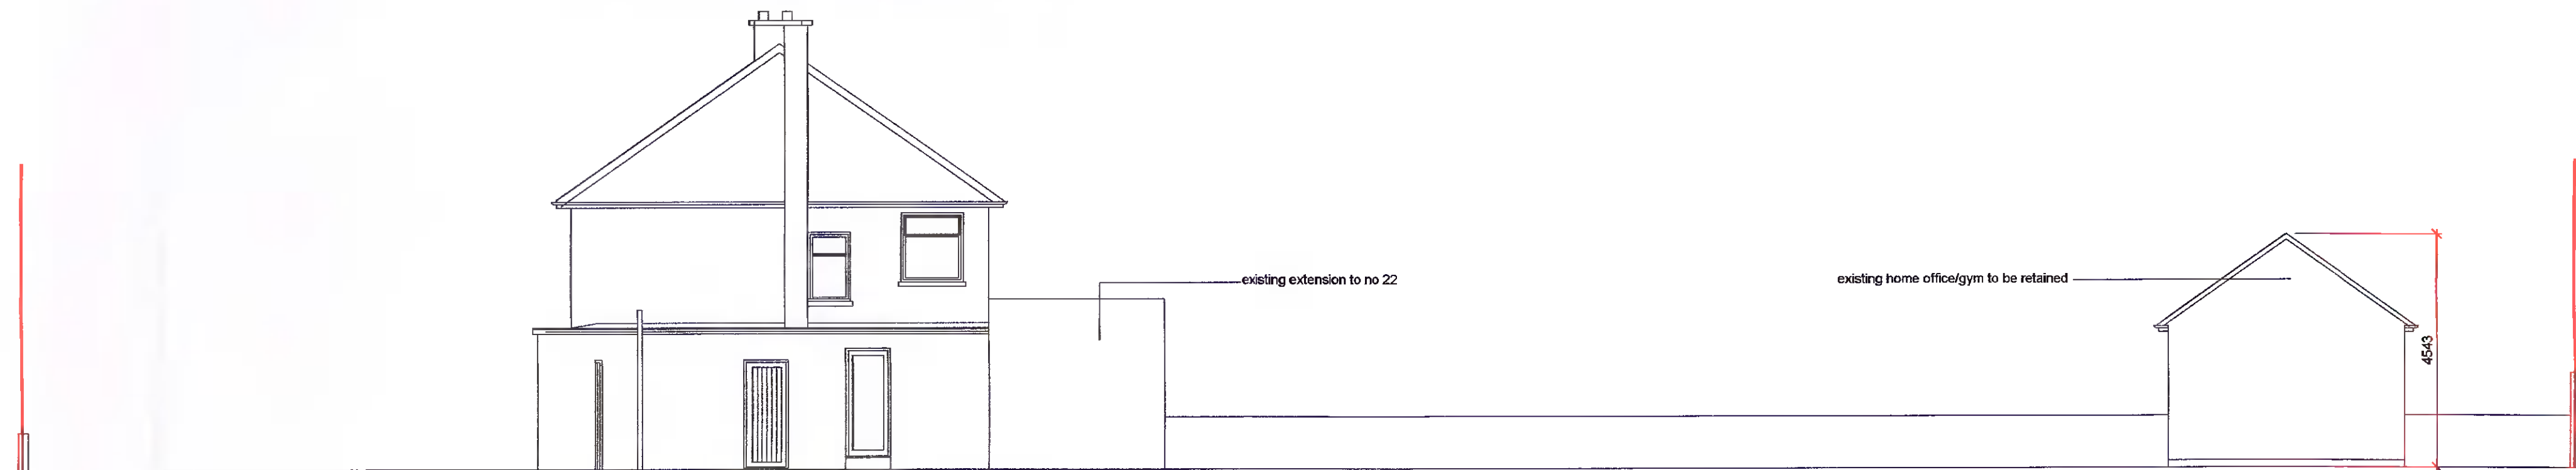 existing extension to no 22
existing home office/gym to be retained
4543